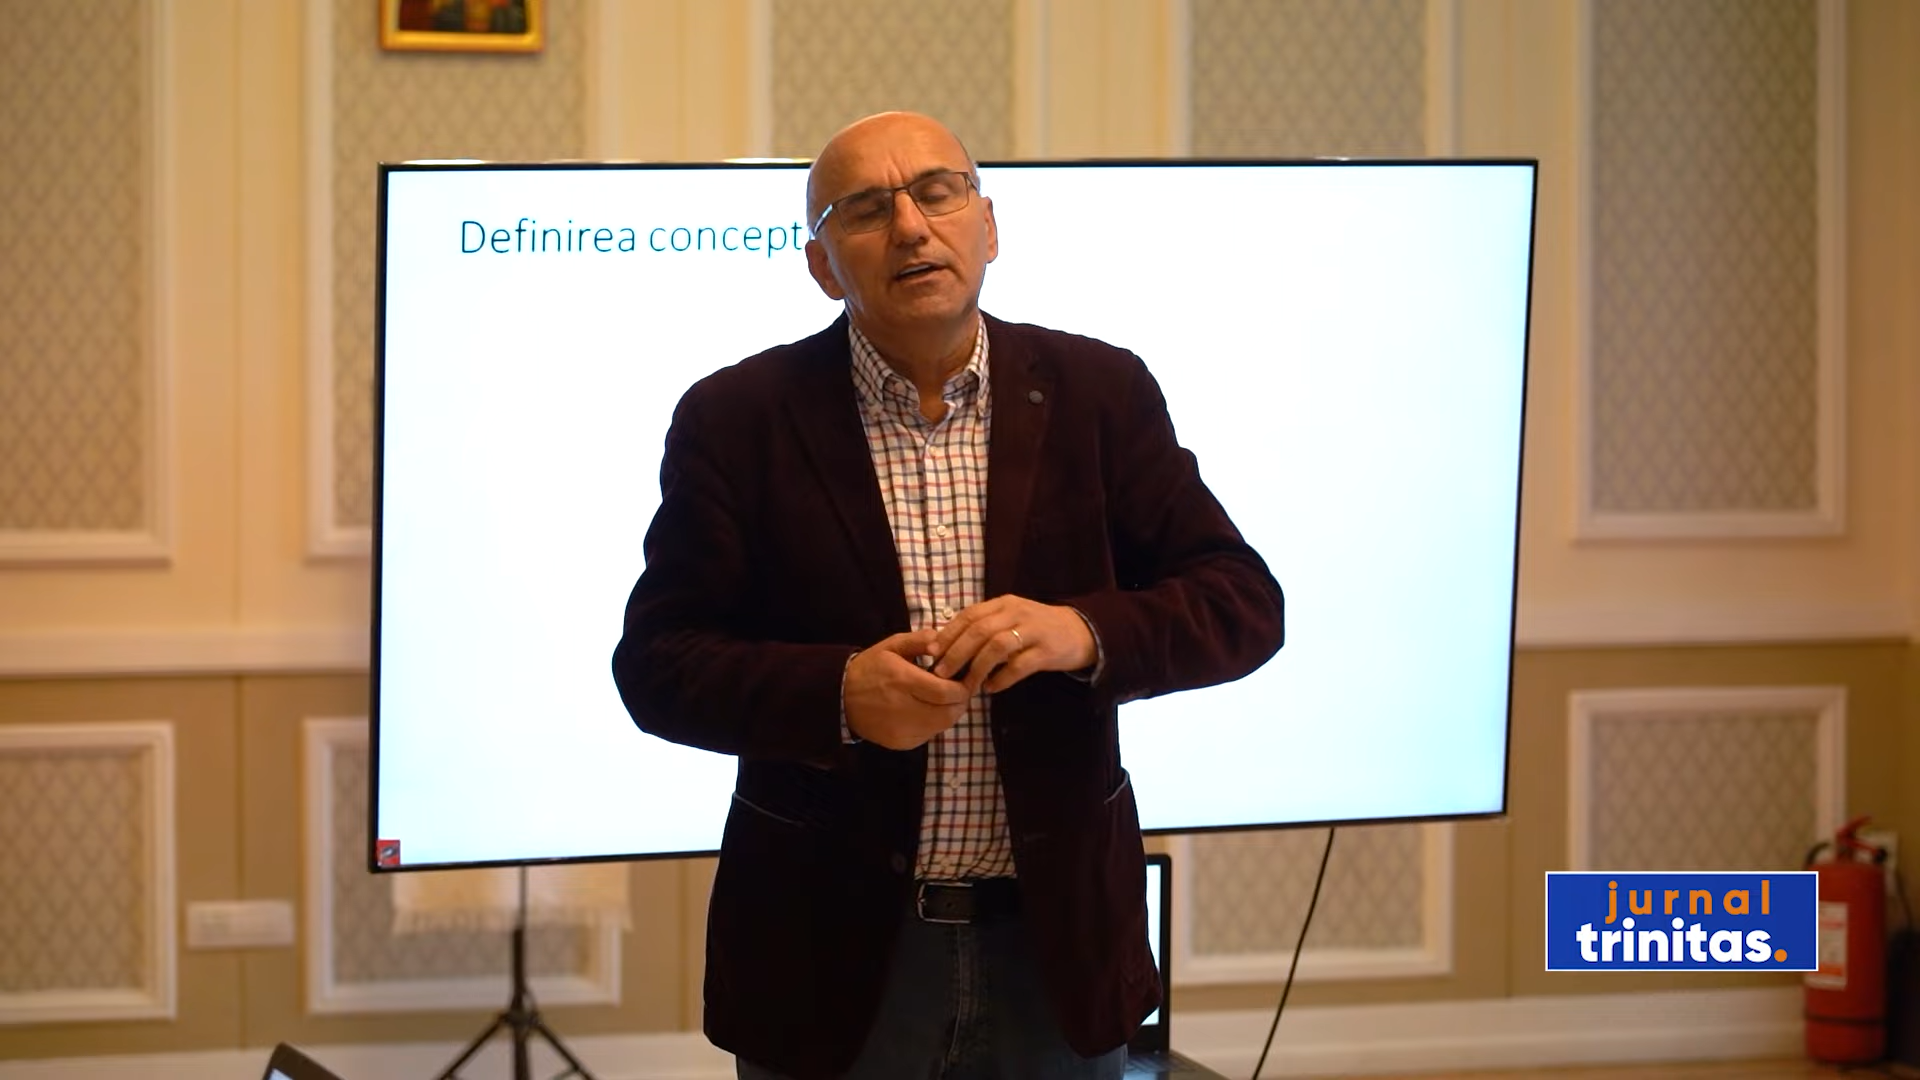 Definirea concept
jurnal
trinitas.